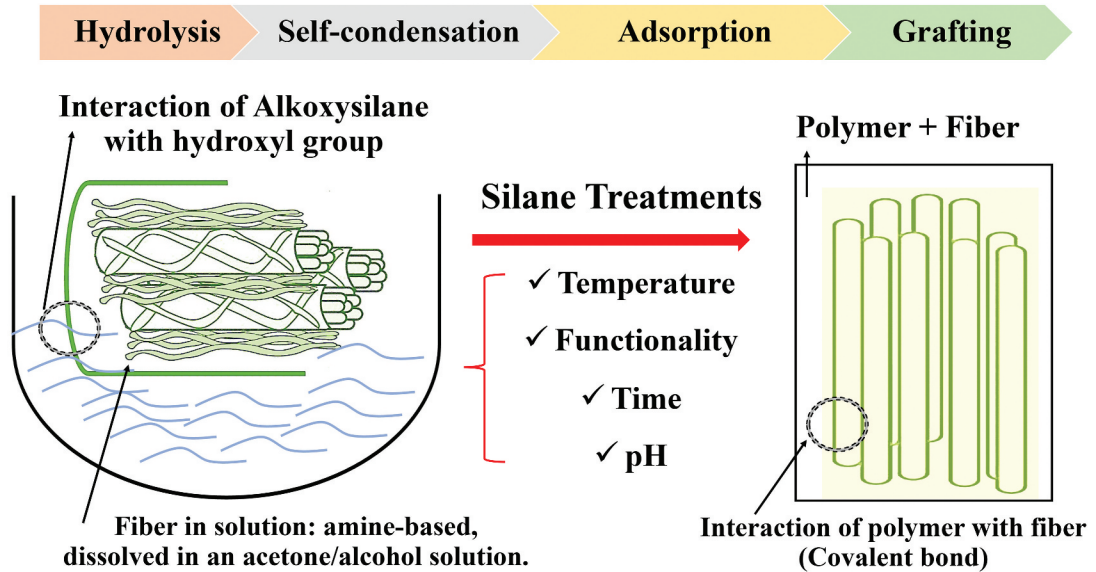 Hydrolysis
Self-condensation
Adsorption
Grafting
Interaction of Alkoxysilane
with hydroxyl group
Polymer + Fiber
Silane Treatments
✓ Temperature
✓ Functionality
✓ Time
✓ pH
Fiber in solution: amine-based,
dissolved in an acetone/alcohol solution.
Interaction of polymer with fiber
(Covalent bond)